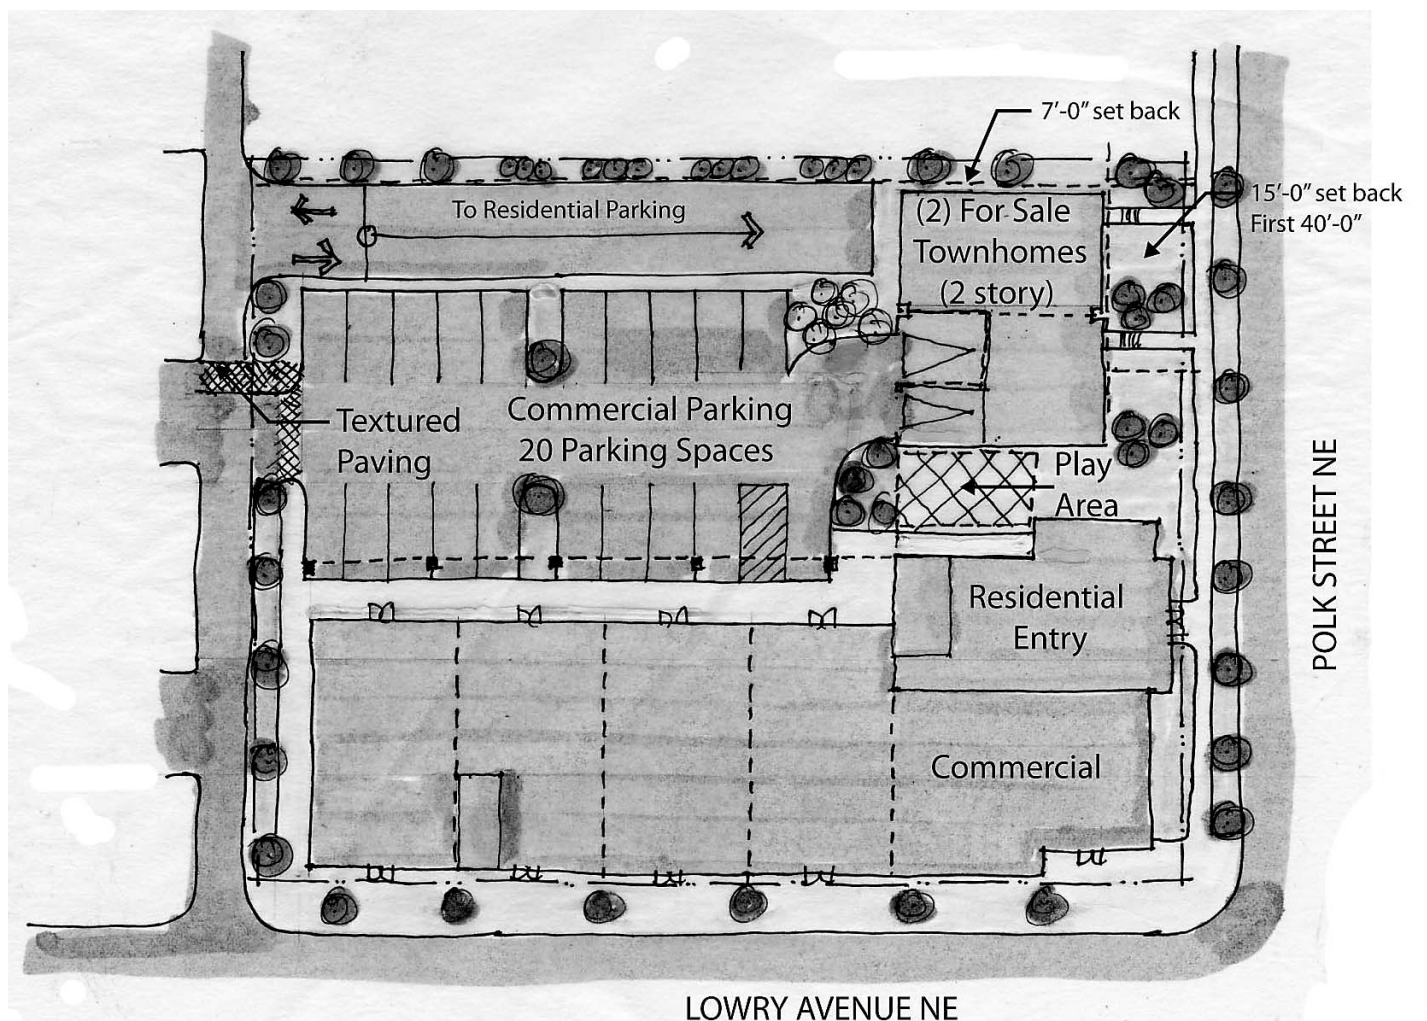 7'-0" set back
15'-0" set back
First 40'-0"
To Residential Parking
(2) For Sale
Townhomes
(2 story)
Textured
Paving
Commercial Parking
20 Parking Spaces
Play
Area
Residential
Entry
Commercial
POLK STREET NE
LOWRY AVENUE NE